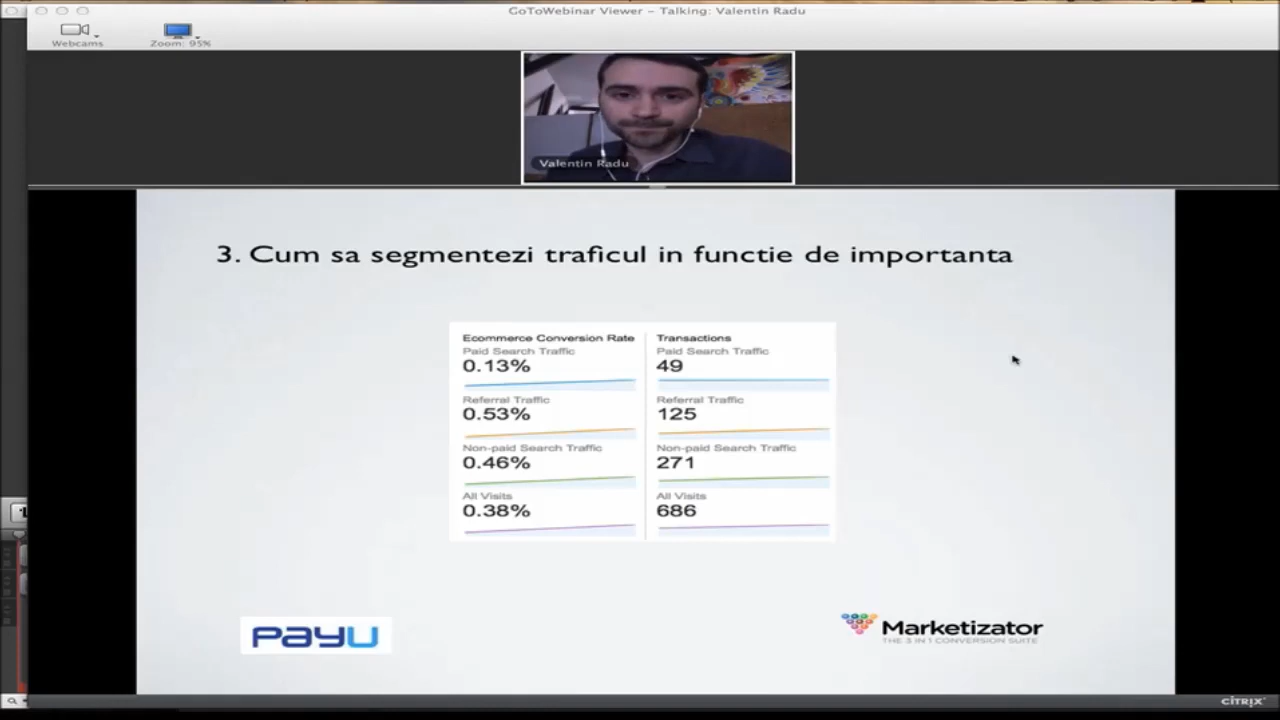 GoToWebinar Viewer – Talking: Valentin Radu
Webcams
Zoom: 95%
Valentin Radu
3. Cum sa segmentezi traficul in functie de importanta
Ecommerce Conversion Rate
Paid Search Traffic
0.13%
Referral Traffic
0.53%
Non-paid Search Traffic
0.46%
All Visits
0.38%
Transactions
Paid Search Traffic
49
Referral Traffic
125
Non-paid Search Traffic
271
All Visits
686
PayU
Marketizator
THE 3 IN 1 CONVERSION SUITE
CITRIX